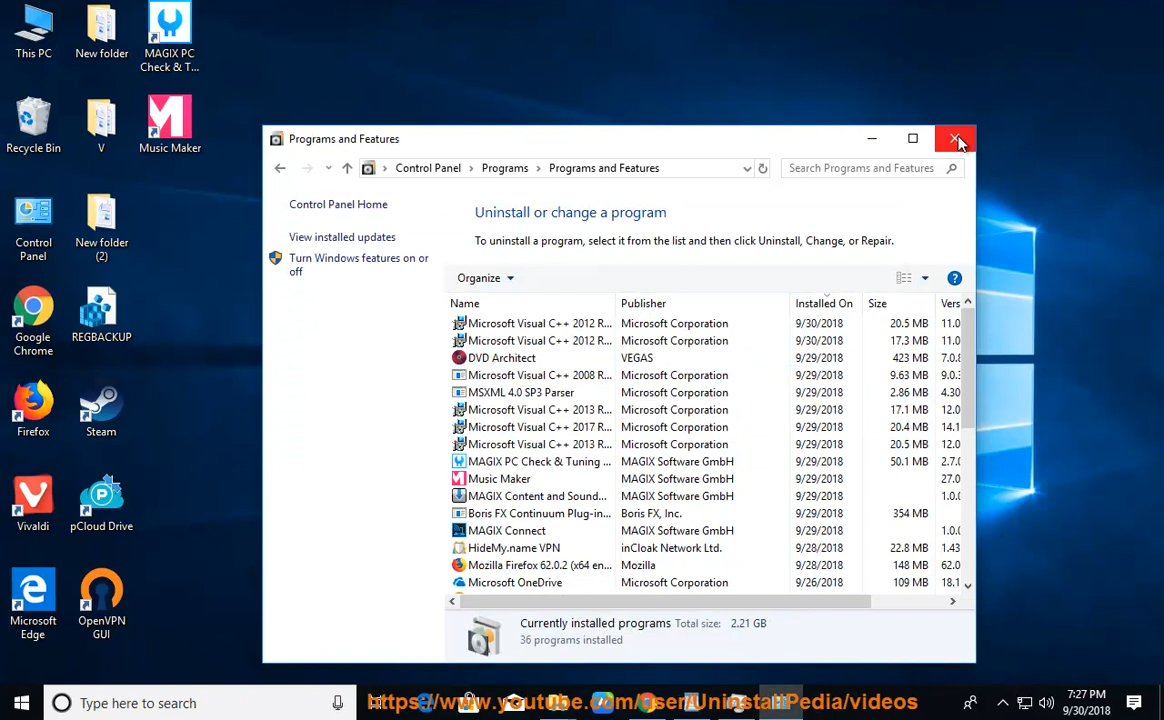 This PC
New folder
MAGIX PC
Check & T...
Recycle Bin
V
Music Maker
Control
Panel
New folder
(2)
Google
Chrome
REGBACKUP
Firefox
Steam
Vivaldi
pCloud Drive
Microsoft
Edge
OpenVPN
GUI
Programs and Features
Control Panel
Programs
Programs and Features
Search Programs and Features
Control Panel Home
View installed updates
Turn Windows features on or
off
Uninstall or change a program
To uninstall a program, select it from the list and then click Uninstall, Change, or Repair.
Organize
Name Publisher Installed On Size Vers
Microsoft Visual C++ 2012 R... Microsoft Corporation 9/30/2018 20.5 MB 11.0
Microsoft Visual C++ 2012 R... Microsoft Corporation 9/30/2018 17.3 MB 11.0
DVD Architect VEGAS 9/29/2018 423 MB 7.0.8
Microsoft Visual C++ 2008 R... Microsoft Corporation 9/29/2018 9.63 MB 9.0.3
MSXML 4.0 SP3 Parser Microsoft Corporation 9/29/2018 2.86 MB 4.30
Microsoft Visual C++ 2013 R... Microsoft Corporation 9/29/2018 17.1 MB 12.0
Microsoft Visual C++ 2017 R... Microsoft Corporation 9/29/2018 20.4 MB 14.1
Microsoft Visual C++ 2013 R... Microsoft Corporation 9/29/2018 20.5 MB 12.0
MAGIX PC Check & Tuning ... MAGIX Software GmbH 9/29/2018 50.1 MB 2.7.0
Music Maker MAGIX Software GmbH 9/29/2018 27.0
MAGIX Content and Sound... MAGIX Software GmbH 9/29/2018 1.0.0
Boris FX Continuum Plug-in... Boris FX, Inc. 9/29/2018 354 MB
MAGIX Connect MAGIX Software GmbH 9/29/2018 1.0.0
HideMy.name VPN inCloak Network Ltd. 9/28/2018 22.8 MB 1.43
Mozilla Firefox 62.0.2 (x64 en... Mozilla 9/28/2018 148 MB 62.0
Microsoft OneDrive Microsoft Corporation 9/26/2018 109 MB 18.1
Currently installed programs Total size: 2.21 GB
36 programs installed
Type here to search
https://www.youtube.com/user/UninstallPedia/videos
7:27 PM
9/30/2018